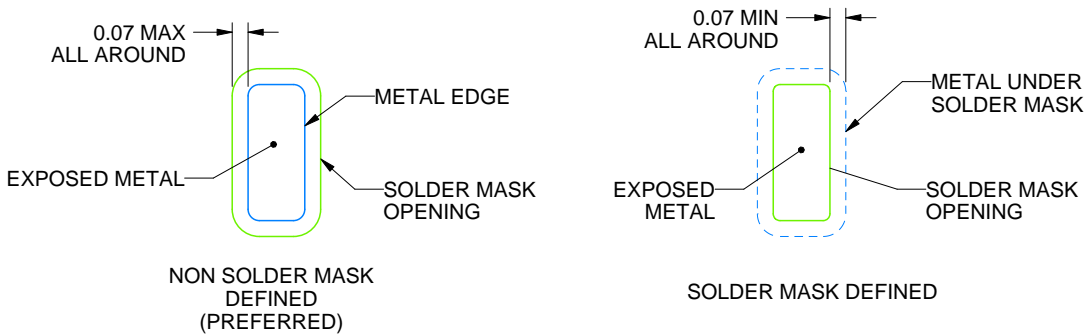 0.07 MAX
ALL AROUND
METAL EDGE
EXPOSED METAL
SOLDER MASK
OPENING
NON SOLDER MASK
DEFINED
(PREFERRED)
0.07 MIN
ALL AROUND
METAL UNDER
SOLDER MASK
EXPOSED
METAL
SOLDER MASK
OPENING
SOLDER MASK DEFINED